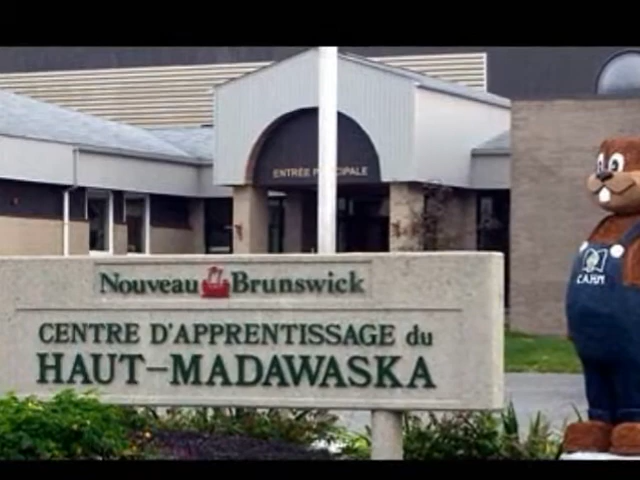 ENTRÉE PRINCIPALE
Nouveau Brunswick
CENTRE D'APPRENTISSAGE du
HAUT-MADAWASKA
CAHM